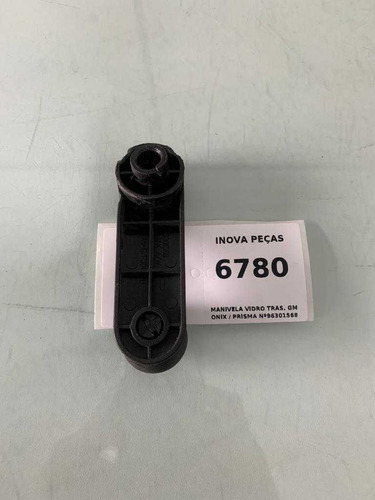 INOVA PEÇAS
6780
MANIVELA VIDRO TRAS. GM
ONIX / PRISMA Nº96301568